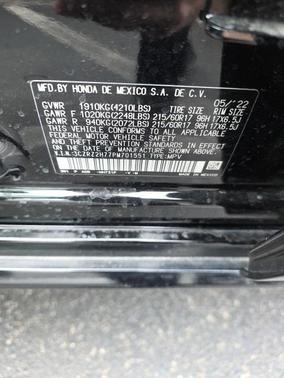 MFD.BY HONDA DE MEXICO S.A. DE C.V.
05/'22
GVWR 1910KG(4210LBS) TIRE SIZE RIM SIZE
GAWR F 1020KG(2248LBS) 215/60R17 96H 17X6.5J
GAWR R 940KG(2072LBS) 215/60R17 96H 17X6.5J
THIS VEHICLE CONFORMS TO ALL APPLICABLE
FEDERAL MOTOR VEHICLE SAFETY AND THEFT PREVENTION
STANDARDS IN EFFECT ON THE DATE OF MANUFACTURE SHOWN ABOVE.
V.I.N.:3CZRZ2H77PM701551 TYPE:MPV
MADE IN MEXICO